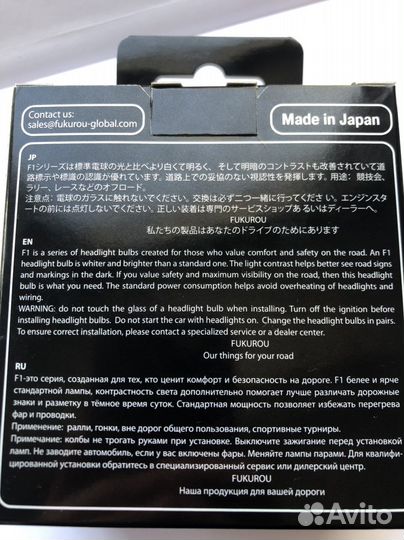 Contact us:
sales@fukurou-global.com
Made in Japan
JP
F1シリーズは標準電球の光と比べより白くて明るく、そして明暗のコントラストも改善されていて道
路標示や標識の認識が優れています。道路上での妥協のない視認性を発揮します。用途：競技会、
ラリー、レースなどのオフロード。
注意点：電球のガラスに触れないでください。交換は必ず二つ一緒に行ってください。エンジンスタ
ートの前には点灯しないでください。正しい装着は専門のサービスショップあるいはディーラーへ。
FUKUROU
私たちの製品はあなたのドライブのためにあります
EN
F1 is a series of headlight bulbs created for those who value comfort and safety on the road. An F1
headlight bulb is whiter and brighter than a standard one. The light contrast helps better see road signs
and markings in the dark. If you value safety and maximum visibility on the road, then this headlight
bulb is what you need. The standard power consumption helps avoid overheating of headlights and
wiring.
WARNING: do not touch the glass of a headlight bulb when installing. Turn off the ignition before
installing headlight bulbs. Do not start the car with headlights on. Change the headlight bulbs in pairs.
To ensure correct installation, please contact a specialized service or a dealer center.
FUKUROU
Our things for your road
RU
F1-это серия, созданная для тех, кто ценит комфорт и безопасность на дороге. F1 белее и ярче
стандартной лампы, контрастность света дополнительно помогает лучше различать дорожные
знаки и разметку в тёмное время суток. Стандартная мощность позволяет избежать перегрева
фар и проводки.
Применение: ралли, гонки, вне дорог общего пользования, спортивные турниры.
Примечание: колбы не трогать руками при установке. Выключите зажигание перед установкой
ламп. Не заводите автомобиль, если у вас включены фары. Меняйте лампы парами. Для квалифи-
цированной установки обратитесь в специализированный сервис или дилерский центр.
FUKUROU
Наша продукция для вашей дороги
Avito